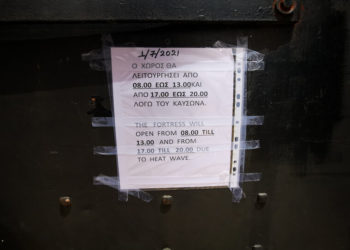 1/7/2021
Ο ΧΩΡΟΣ ΘΑ
ΛΕΙΤΟΥΡΓΗΣΕΙ ΑΠΟ
08.00 ΕΩΣ 13.00ΚΑΙ
ΑΠΟ 17.00 ΕΩΣ 20.00
ΛΟΓΩ ΤΟΥ ΚΑΥΣΩΝΑ.
THE FORTRESS WILL
OPEN FROM 08.00 TILL
13.00 AND FROM
17.00 TILL 20.00 DUE
TO HEAT WAVE.